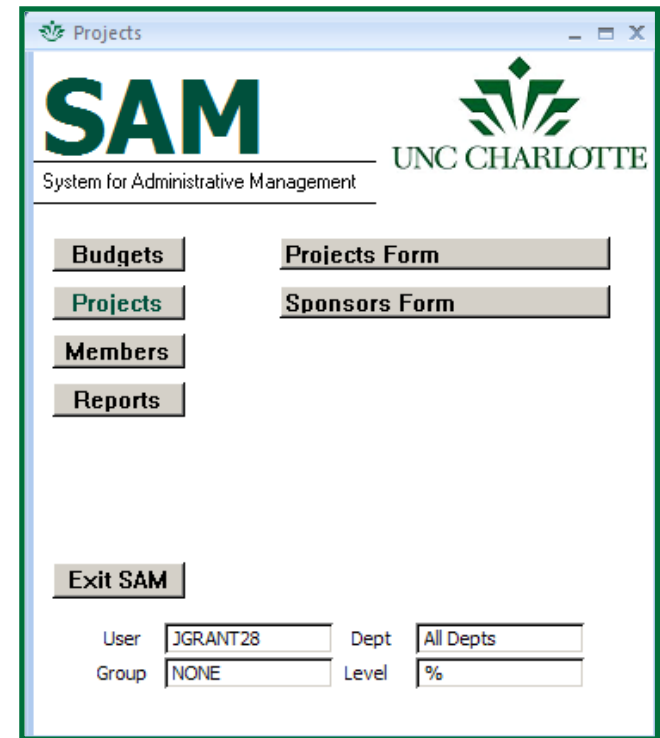 Projects
SAM
UNC CHARLOTTE
System for Administrative Management
Budgets Projects Form
Projects Sponsors Form
Members
Reports
Exit SAM
User JGRANT28 Dept All Depts
Group NONE Level %